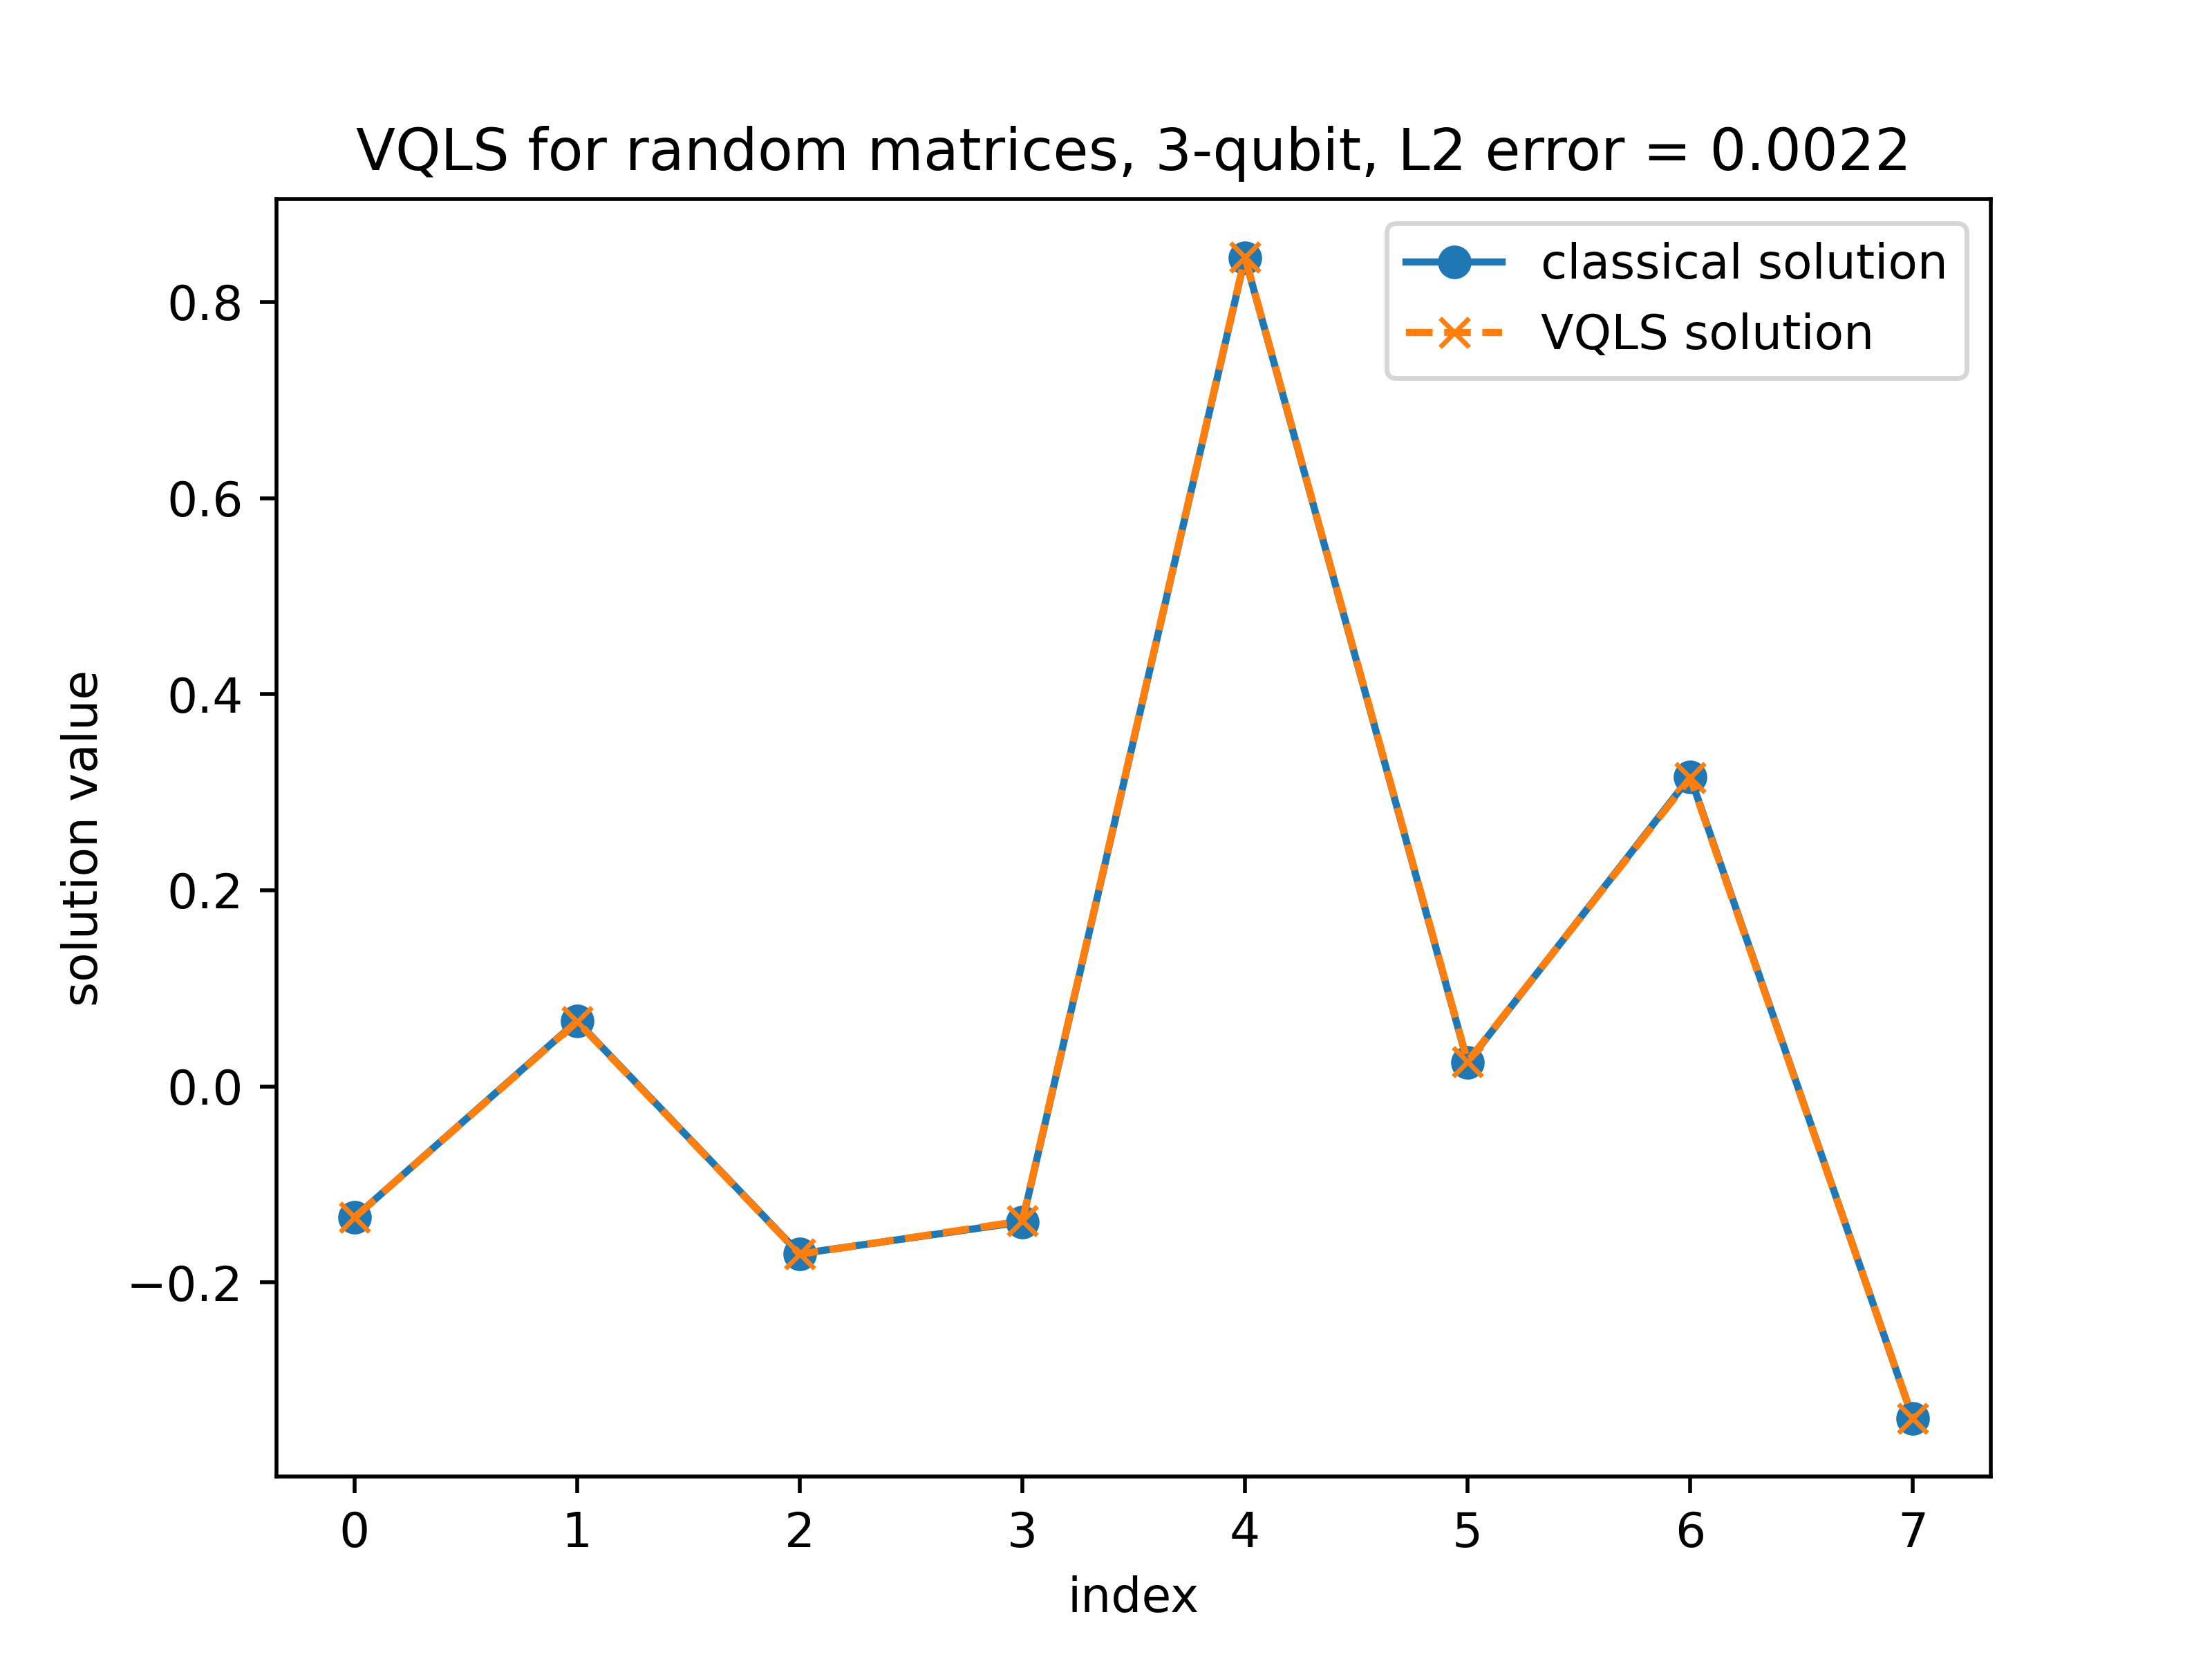 VQLS for random matrices, 3-qubit, L2 error = 0.0022
classical solution
VQLS solution
0.8
0.6
0.4
0.2
0.0
−0.2
solution value
0 1 2 3 4 5 6 7
index